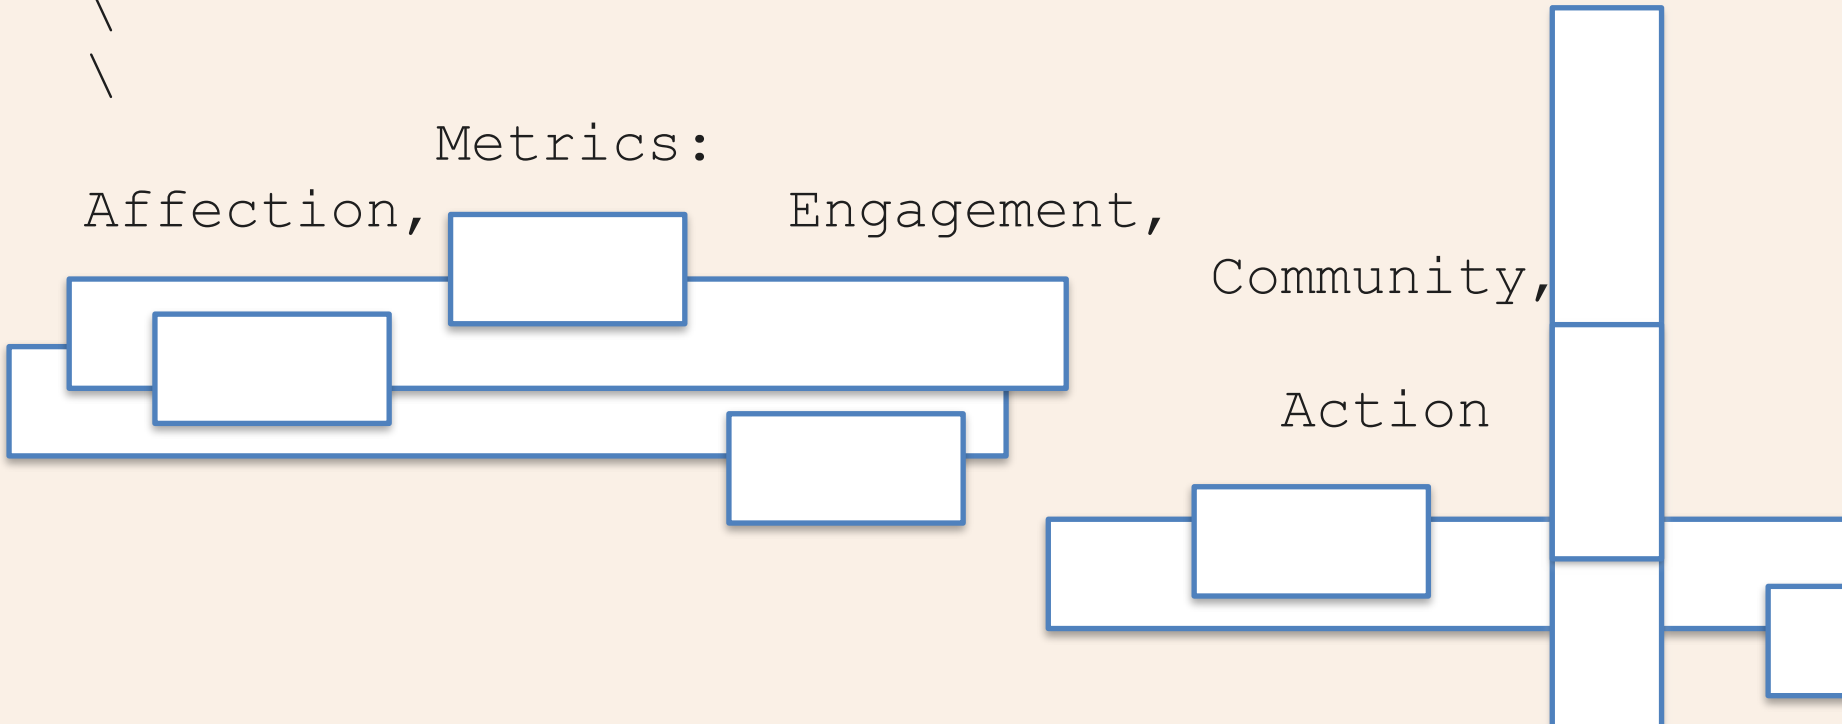 \
\
Metrics:
Affection, Engagement,
Community,
Action